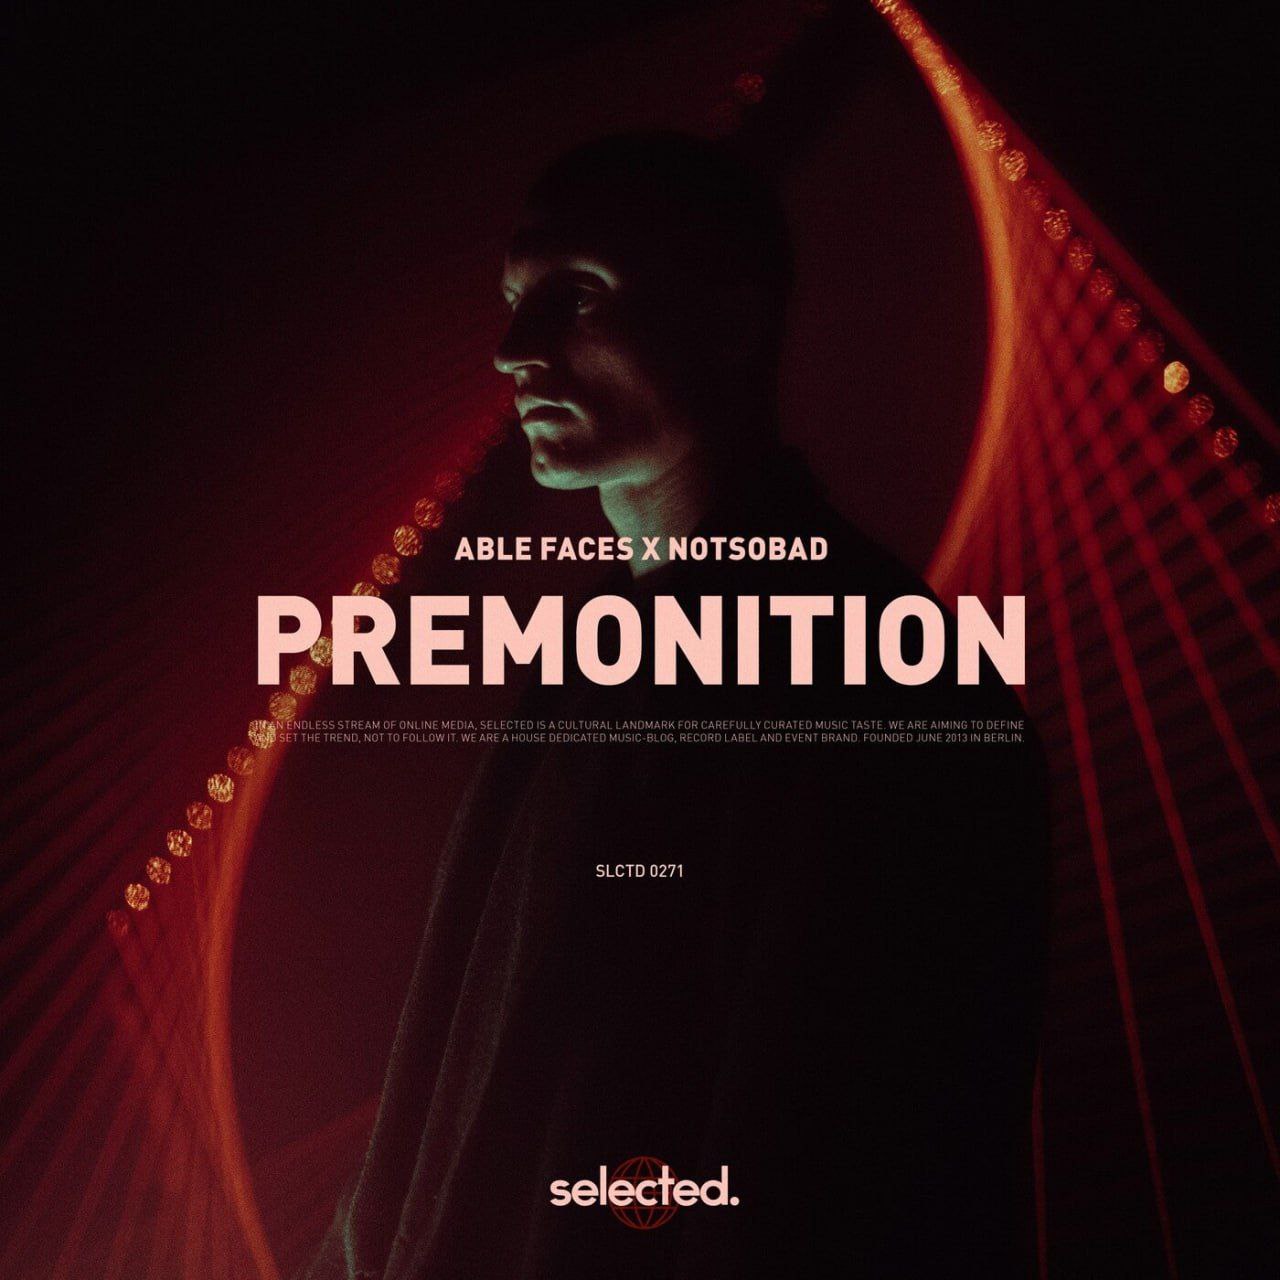 ABLE FACES X NOTSOBAD
PREMONITION
IN AN ENDLESS STREAM OF ONLINE MEDIA, SELECTED IS A CULTURAL LANDMARK FOR CAREFULLY CURATED MUSIC TASTE. WE ARE AIMING TO DEFINE
AND SET THE TREND, NOT TO FOLLOW IT. WE ARE A HOUSE DEDICATED MUSIC-BLOG, RECORD LABEL AND EVENT BRAND. FOUNDED JUNE 2013 IN BERLIN.
SLCTD 0271
selected.